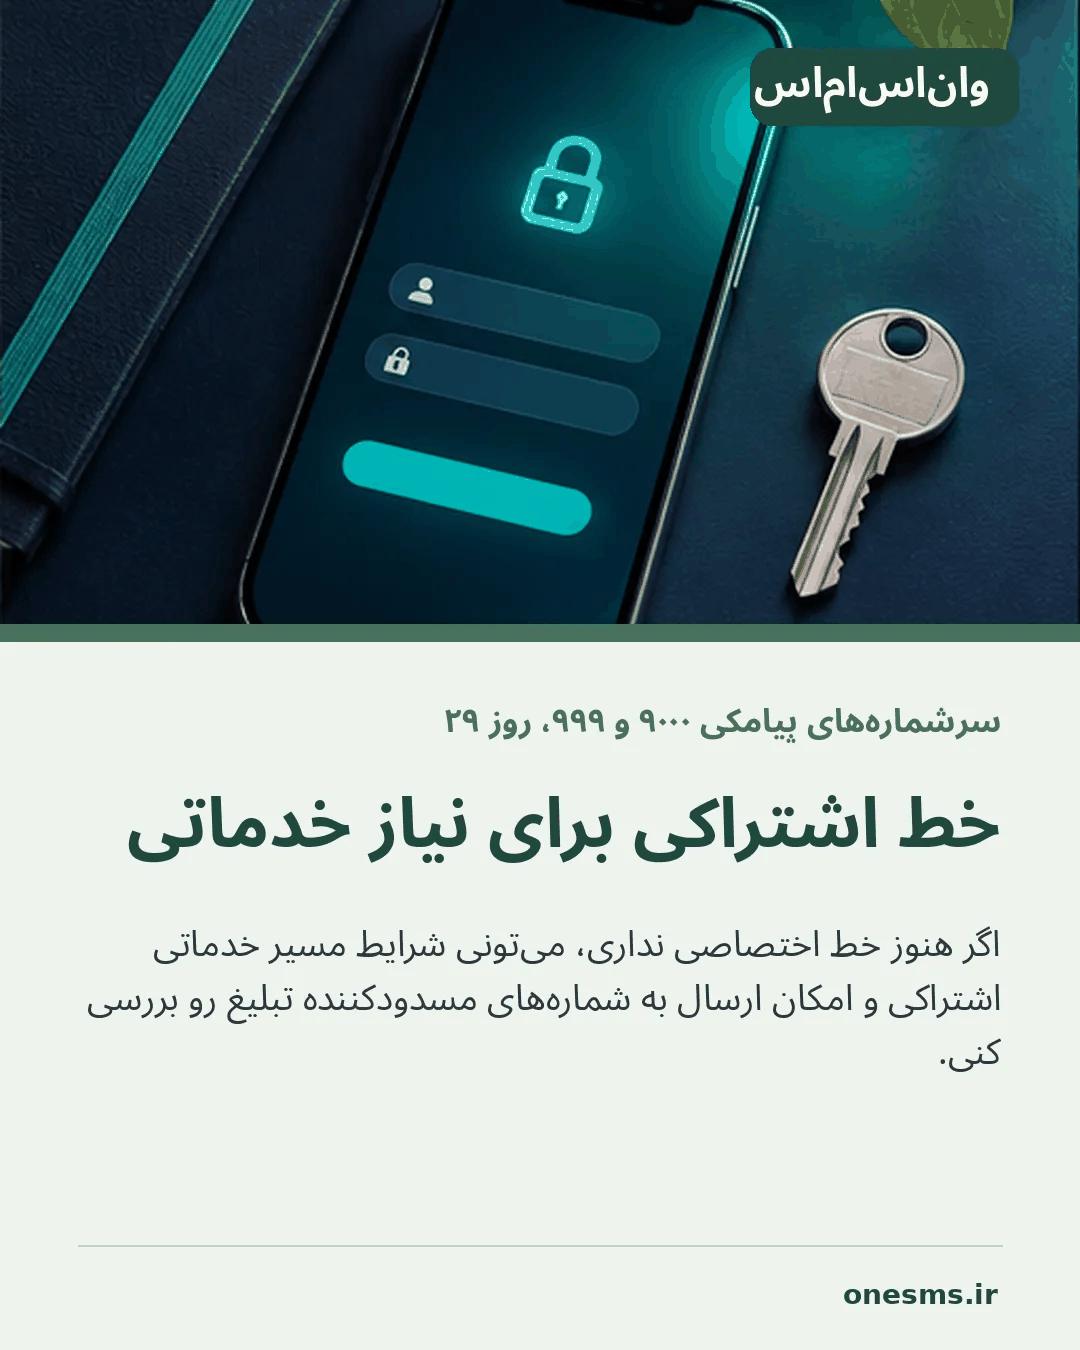 وان‌اس‌ام‌اس
سرشماره‌های پیامکی ۹۰۰۰ و ۹۹۹، روز ۲۹
خط اشتراکی برای نیاز خدماتی
اگر هنوز خط اختصاصی نداری، می‌تونی شرایط مسیر خدماتی
اشتراکی و امکان ارسال به شماره‌های مسدودکننده تبلیغ رو بررسی
کنی.
onesms.ir